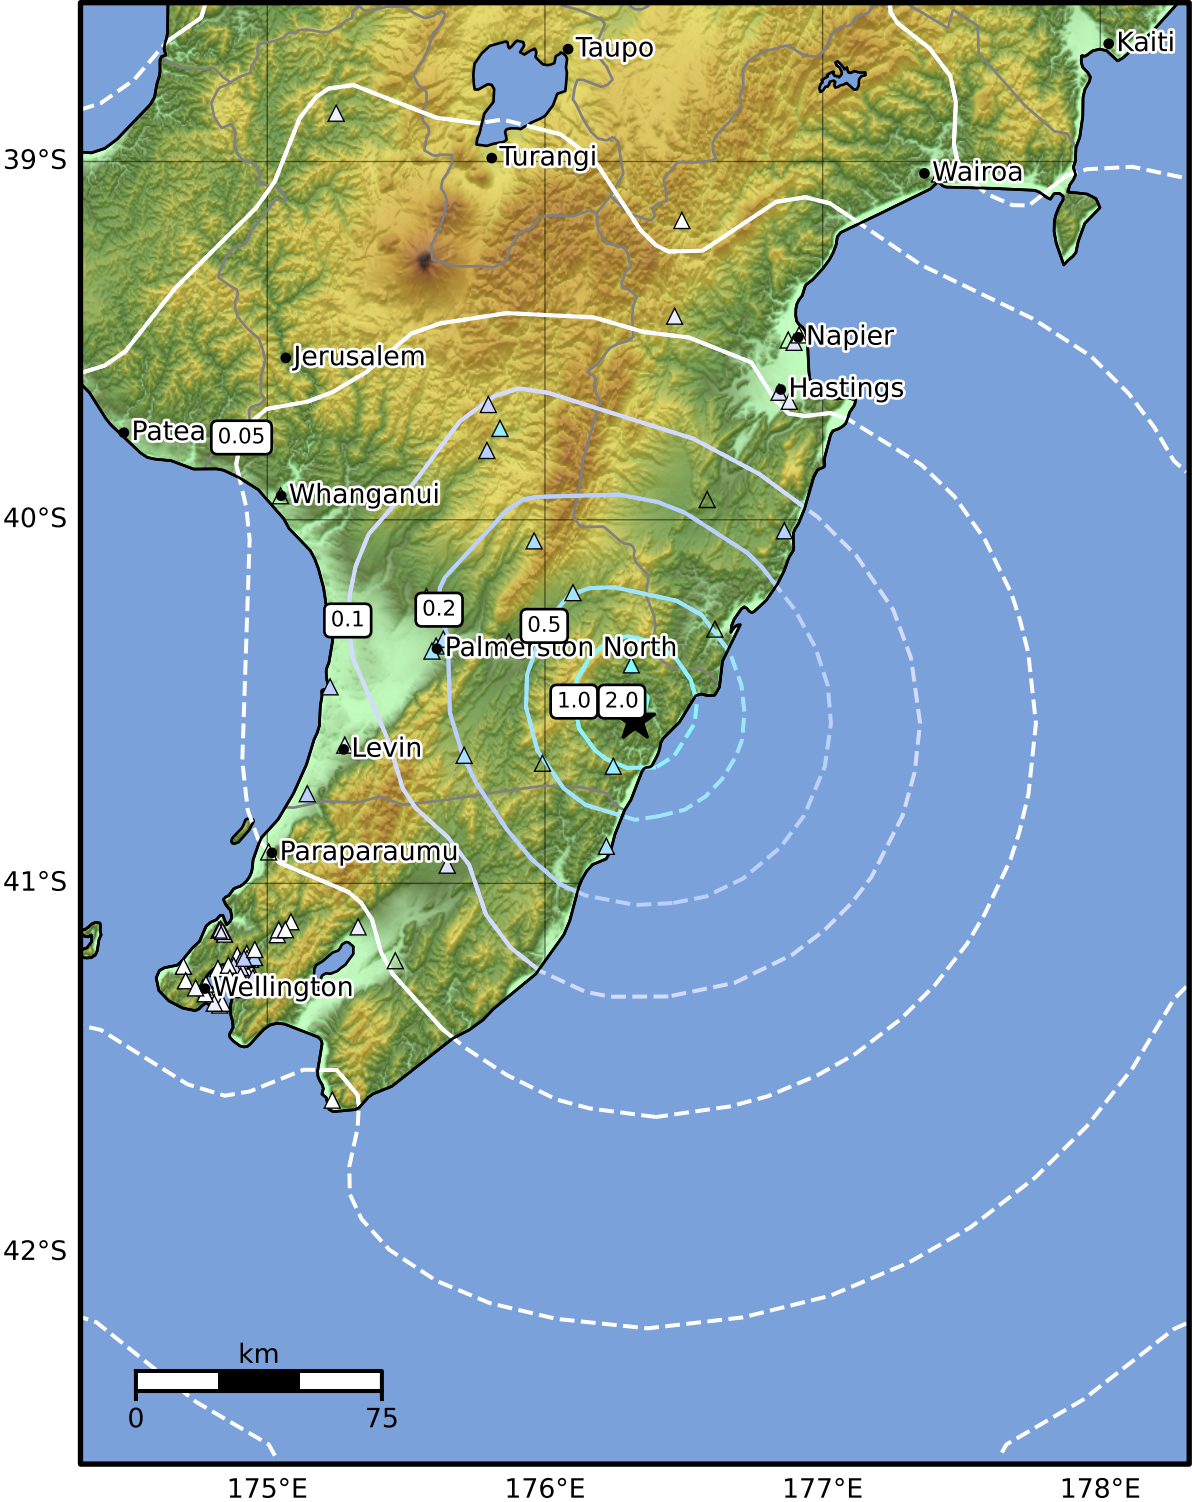 Kaiti
Taupo
Turangi
39°S
Wairoa
Napier
Jerusalem
Hastings
Patea
0.05
Whanganui
40°S
0.2
0.1
0.5
Palmerston North
1.0
2.0
Levin
Paraparaumu
41°S
Wellington
42°S
km
0
75
175°E
176°E
177°E
178°E